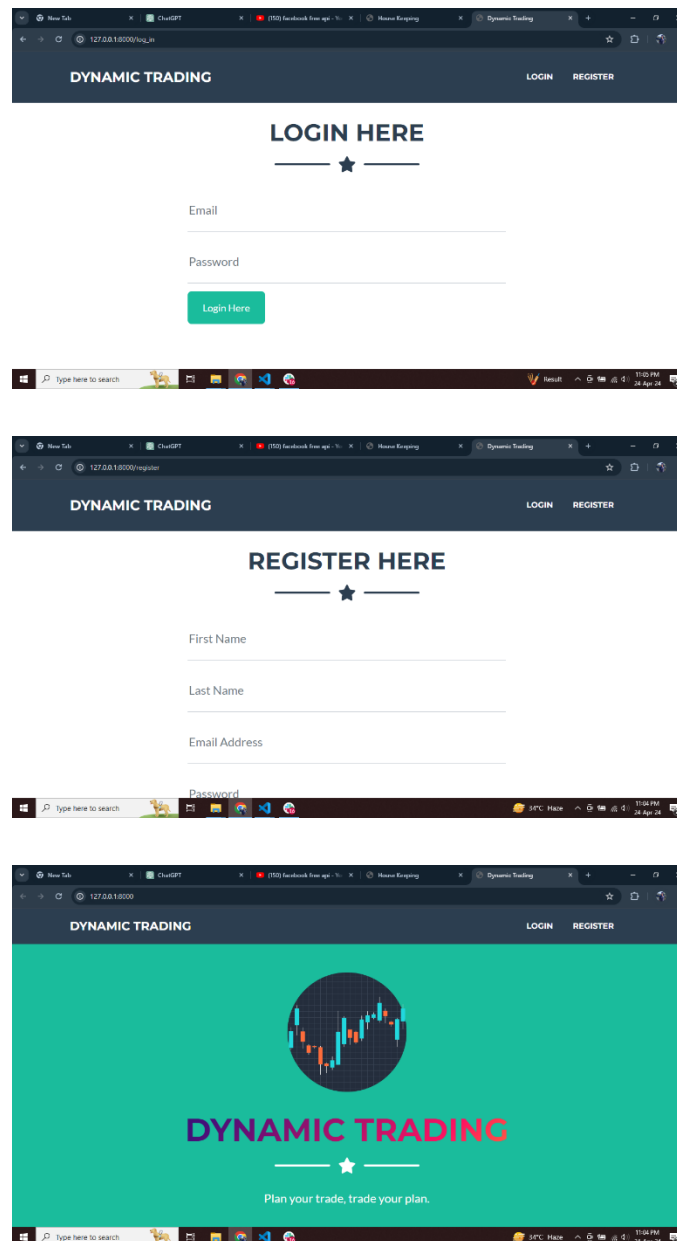 New Tab ChatGPT (150) facebook free api - Yo House Keeping Dynamic Trading
127.0.0.1:8000/log_in
DYNAMIC TRADING LOGIN REGISTER
LOGIN HERE
Email
Password
Login Here
Type here to search Result 11:05 PM
24-Apr-24
New Tab ChatGPT (150) facebook free api - Yo House Keeping Dynamic Trading
127.0.0.1:8000/register
DYNAMIC TRADING LOGIN REGISTER
REGISTER HERE
First Name
Last Name
Email Address
Password
Type here to search 34°C Haze 11:04 PM
24-Apr-24
New Tab ChatGPT (150) facebook free api - Yo House Keeping Dynamic Trading
127.0.0.1:8000
DYNAMIC TRADING LOGIN REGISTER
DYNAMIC TRADING
Plan your trade, trade your plan.
Type here to search 34°C Haze 11:04 PM
24-Apr-24